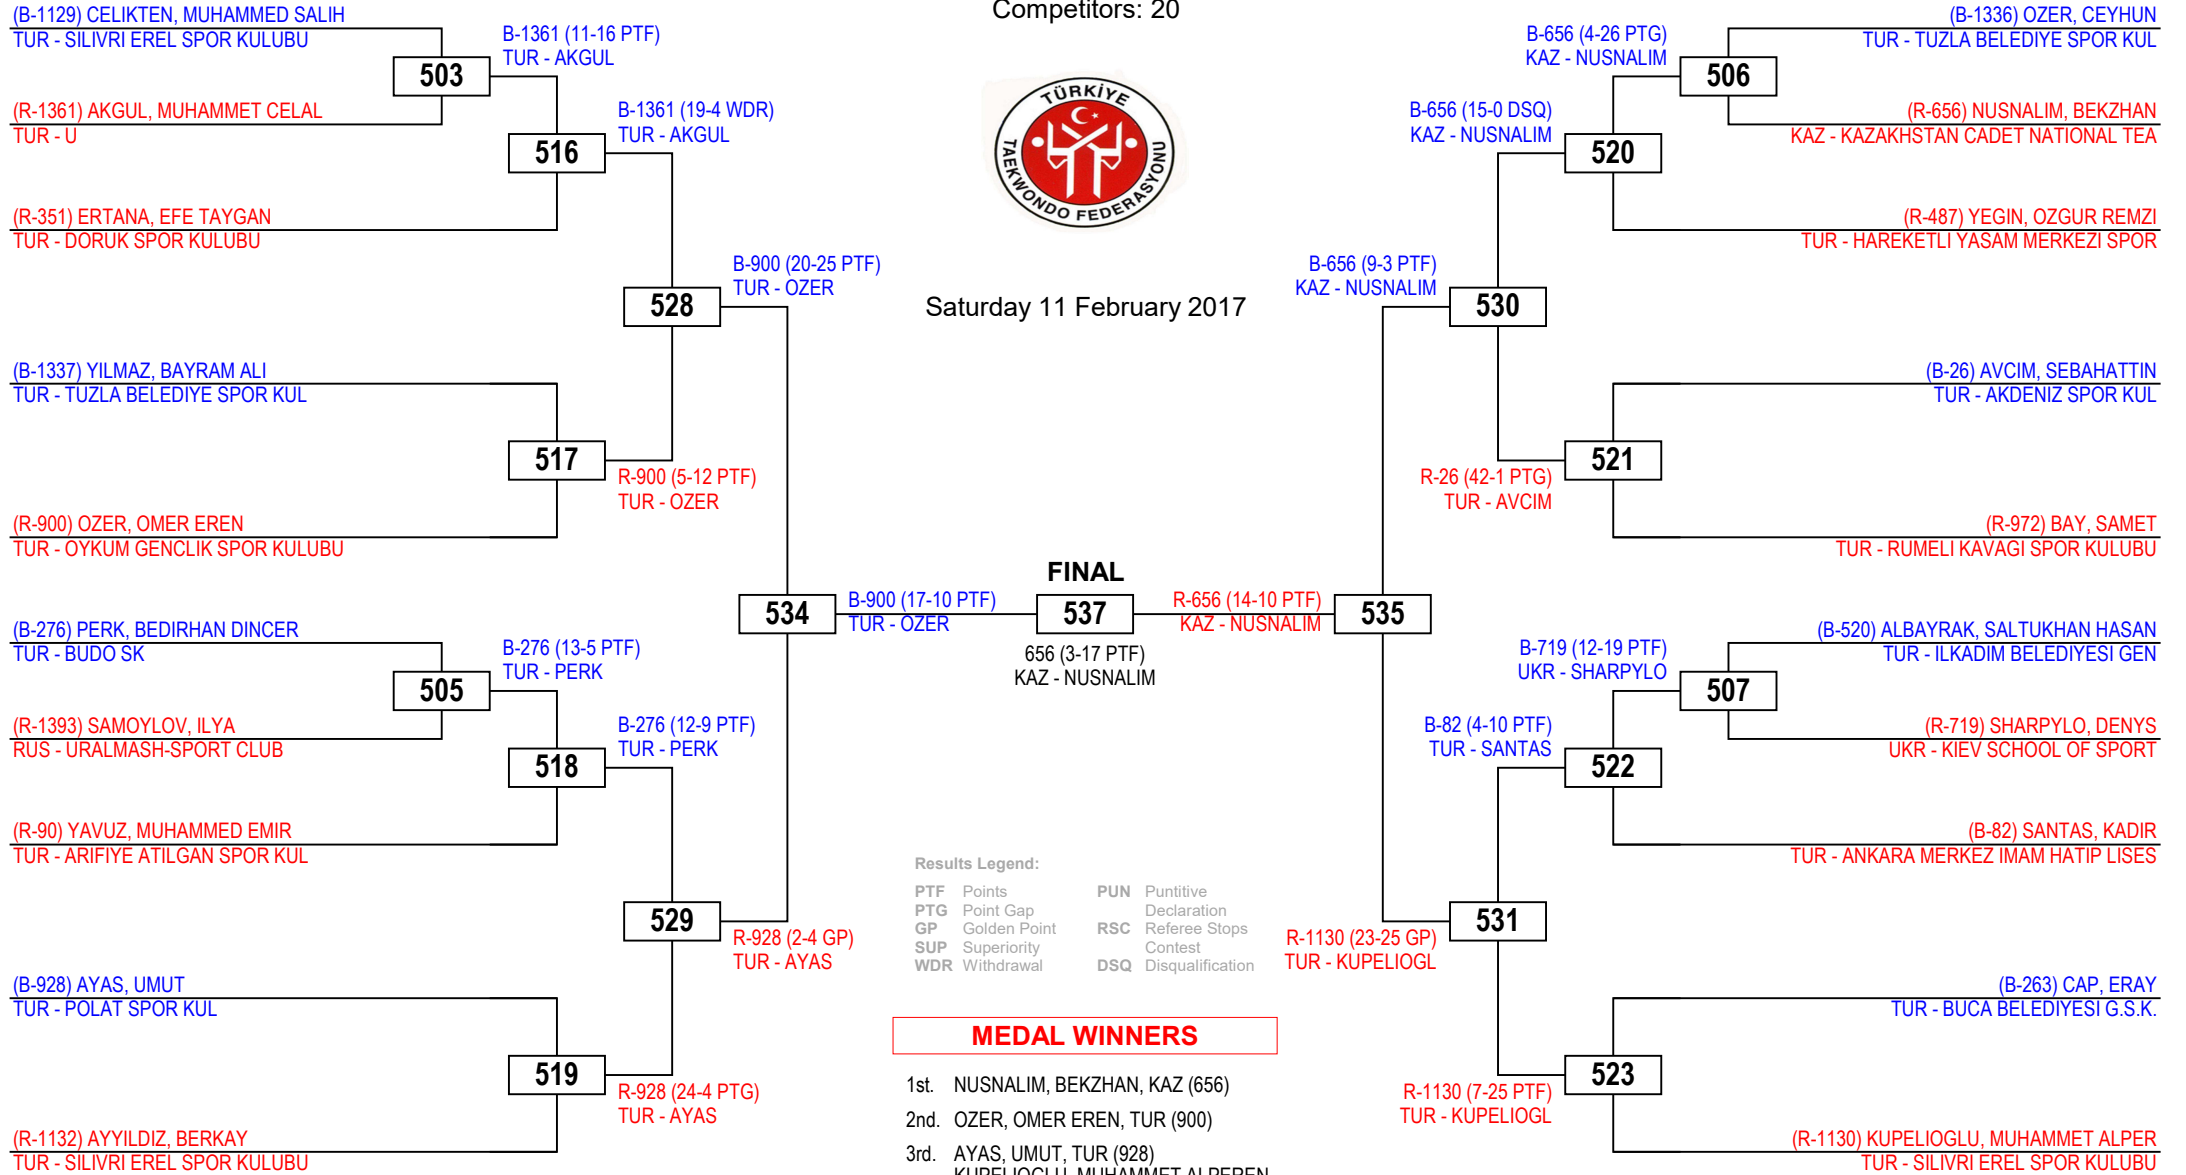 Competitors: 20
TÜRKİYE
TAEKWONDO FEDERASYONU
Saturday 11 February 2017
(B-1129) CELIKTEN, MUHAMMED SALIH
TUR - SILIVRI EREL SPOR KULUBU
503
(R-1361) AKGUL, MUHAMMET CELAL
TUR - U
B-1361 (11-16 PTF)
TUR - AKGUL
516
(R-351) ERTANA, EFE TAYGAN
TUR - DORUK SPOR KULUBU
B-1361 (19-4 WDR)
TUR - AKGUL
528
(B-1337) YILMAZ, BAYRAM ALI
TUR - TUZLA BELEDIYE SPOR KUL
517
(R-900) OZER, OMER EREN
TUR - OYKUM GENCLIK SPOR KULUBU
R-900 (5-12 PTF)
TUR - OZER
B-900 (20-25 PTF)
TUR - OZER
534
(B-276) PERK, BEDIRHAN DINCER
TUR - BUDO SK
505
(R-1393) SAMOYLOV, ILYA
RUS - URALMASH-SPORT CLUB
B-276 (13-5 PTF)
TUR - PERK
518
(R-90) YAVUZ, MUHAMMED EMIR
TUR - ARIFIYE ATILGAN SPOR KUL
B-276 (12-9 PTF)
TUR - PERK
529
(B-928) AYAS, UMUT
TUR - POLAT SPOR KUL
519
(R-1132) AYYILDIZ, BERKAY
TUR - SILIVRI EREL SPOR KULUBU
R-928 (24-4 PTG)
TUR - AYAS
R-928 (2-4 GP)
TUR - AYAS
B-900 (17-10 PTF)
TUR - OZER
FINAL
537
656 (3-17 PTF)
KAZ - NUSNALIM
R-656 (14-10 PTF)
KAZ - NUSNALIM
535
(B-1336) OZER, CEYHUN
TUR - TUZLA BELEDIYE SPOR KUL
506
(R-656) NUSNALIM, BEKZHAN
KAZ - KAZAKHSTAN CADET NATIONAL TEA
B-656 (4-26 PTG)
KAZ - NUSNALIM
520
(R-487) YEGIN, OZGUR REMZI
TUR - HAREKETLI YASAM MERKEZI SPOR
B-656 (15-0 DSQ)
KAZ - NUSNALIM
530
B-656 (9-3 PTF)
KAZ - NUSNALIM
(B-26) AVCIM, SEBAHATTIN
TUR - AKDENIZ SPOR KUL
521
(R-972) BAY, SAMET
TUR - RUMELI KAVAGI SPOR KULUBU
R-26 (42-1 PTG)
TUR - AVCIM
(B-520) ALBAYRAK, SALTUKHAN HASAN
TUR - ILKADIM BELEDIYESI GEN
507
(R-719) SHARPYLO, DENYS
UKR - KIEV SCHOOL OF SPORT
B-719 (12-19 PTF)
UKR - SHARPYLO
522
(B-82) SANTAS, KADIR
TUR - ANKARA MERKEZ IMAM HATIP LISES
B-82 (4-10 PTF)
TUR - SANTAS
531
R-1130 (23-25 GP)
TUR - KUPELIOGL
(B-263) CAP, ERAY
TUR - BUCA BELEDIYESI G.S.K.
523
(R-1130) KUPELIOGLU, MUHAMMET ALPER
TUR - SILIVRI EREL SPOR KULUBU
R-1130 (7-25 PTF)
TUR - KUPELIOGL
Results Legend:
PTF Points
PTG Point Gap
GP Golden Point
SUP Superiority
WDR Withdrawal
PUN Puntitive
Declaration
RSC Referee Stops
Contest
DSQ Disqualification
MEDAL WINNERS
1st. NUSNALIM, BEKZHAN, KAZ (656)
2nd. OZER, OMER EREN, TUR (900)
3rd. AYAS, UMUT, TUR (928)
KUPELIOGLU, MUHAMMET ALPEREN,